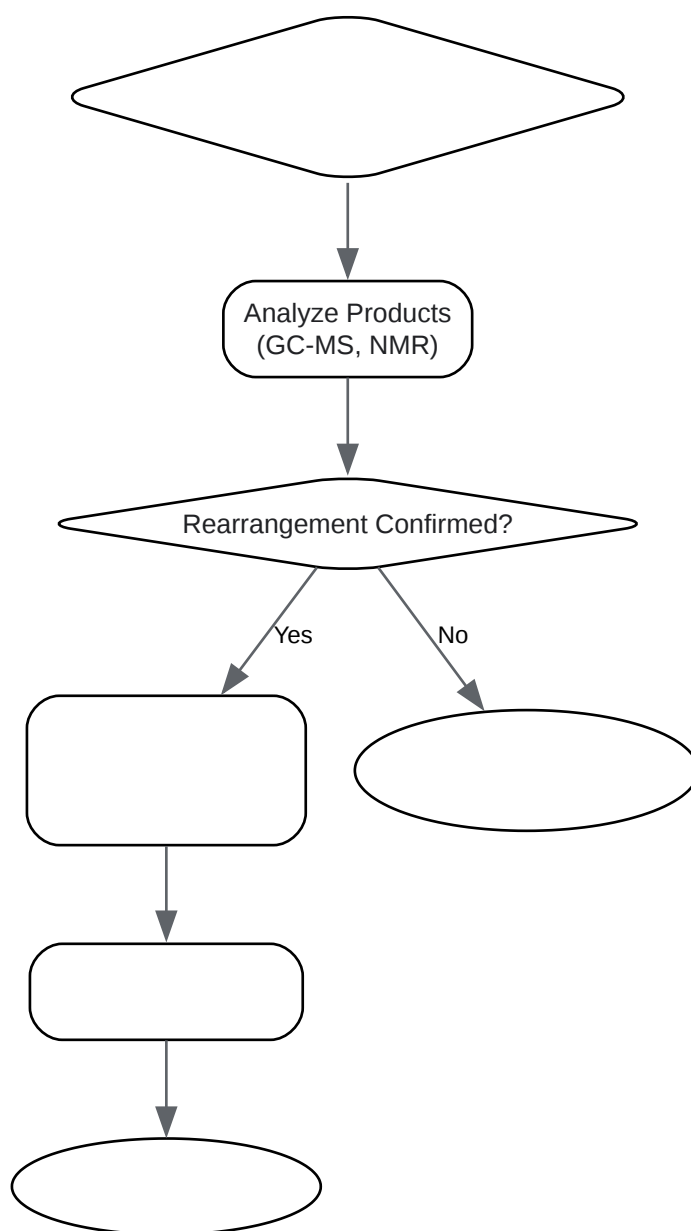 Analyze Products
(GC-MS, NMR)
Rearrangement Confirmed?
Yes
No